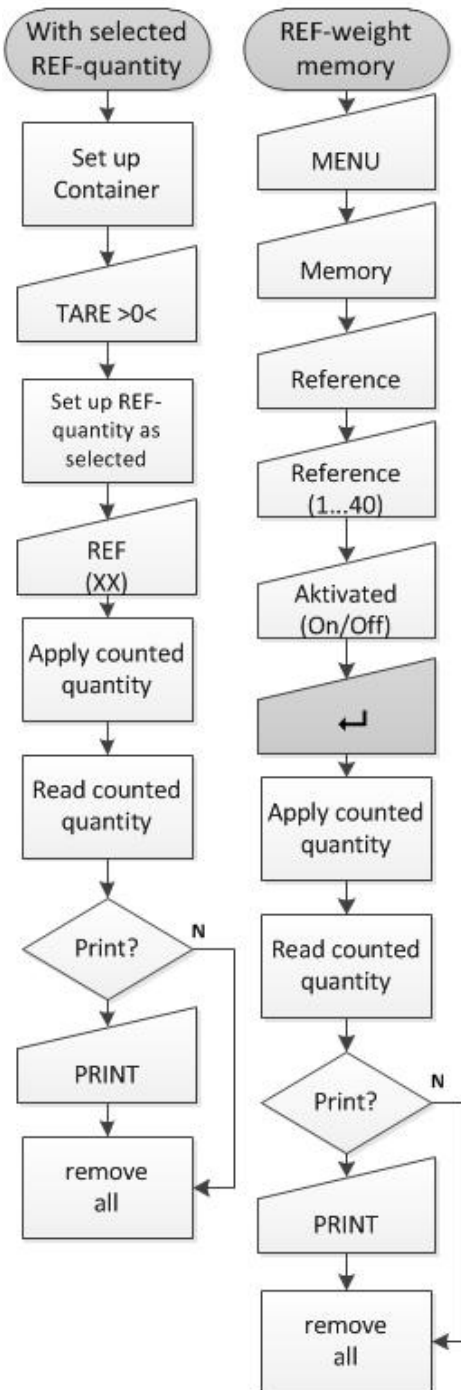 With selected
REF-quantity
Set up
Container
TARE >0<
Set up REF-
quantity as
selected
REF
(XX)
Apply counted
quantity
Read counted
quantity
Print?
N
PRINT
remove
all
REF-weight
memory
MENU
Memory
Reference
Reference
(1...40)
Aktivated
(On/Off)
↵
Apply counted
quantity
Read counted
quantity
Print?
N
PRINT
remove
all